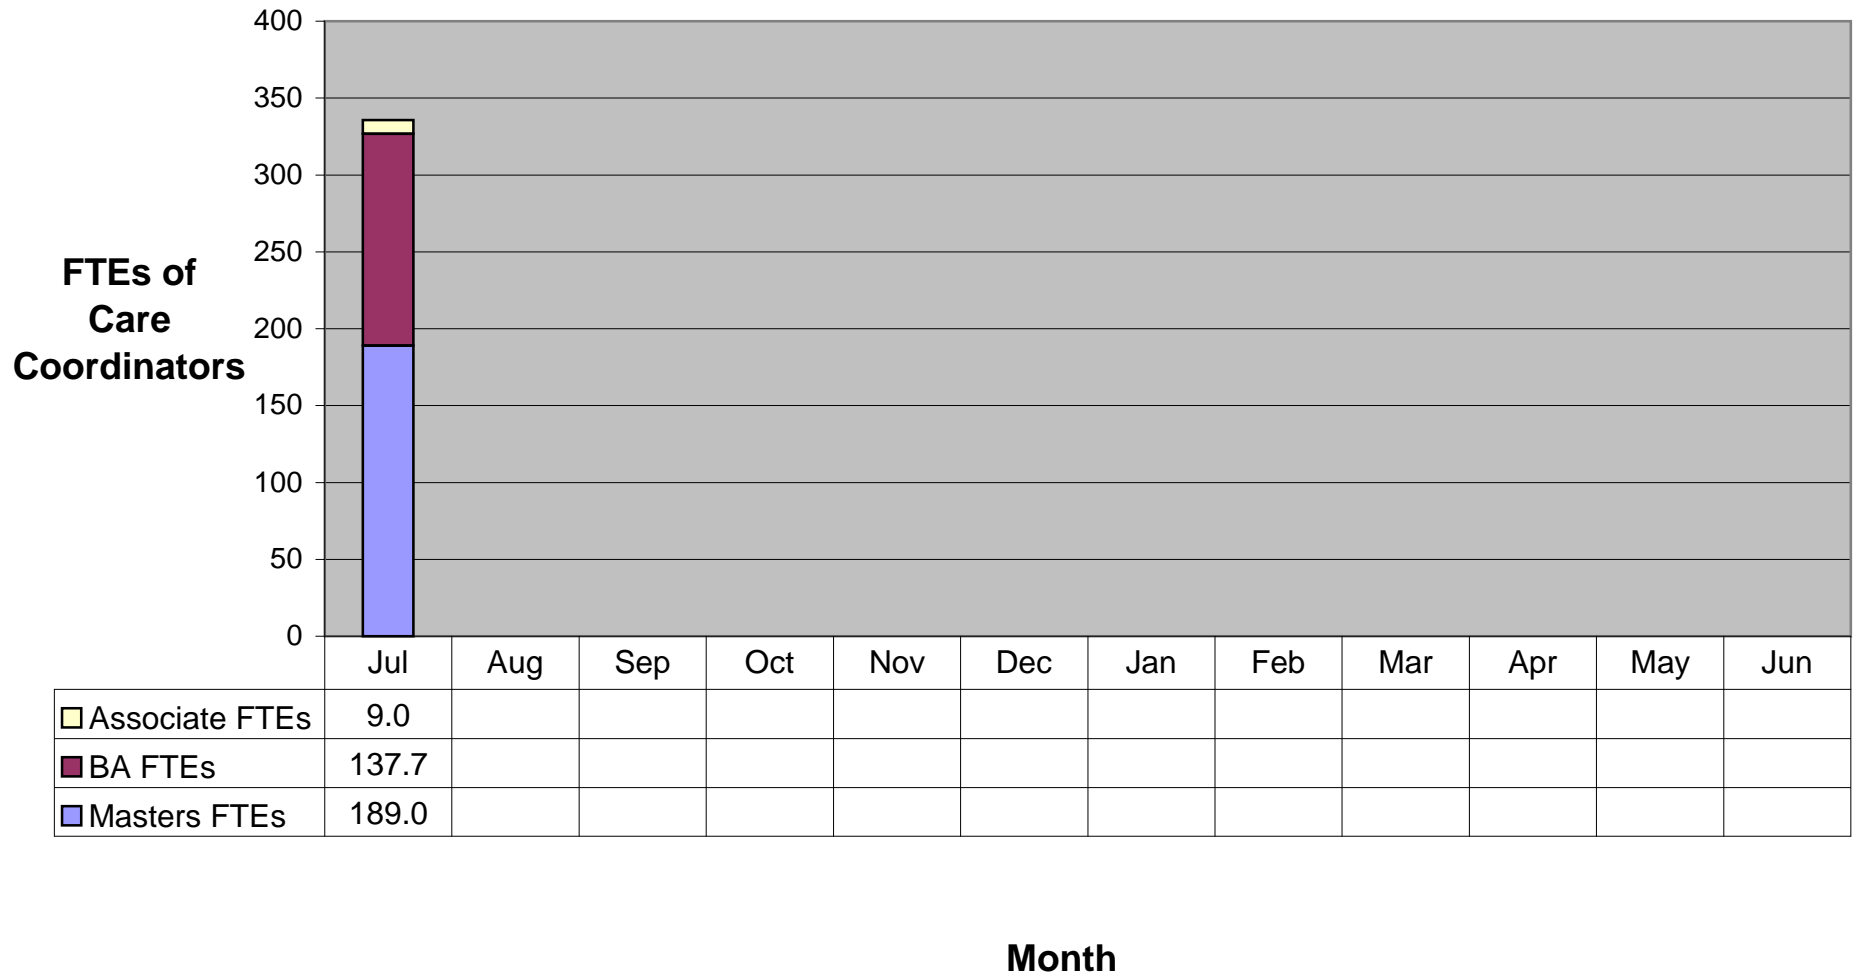 400
350
300
250
200
150
100
50
0
FTEs of
Care
Coordinators
Jul Aug Sep Oct Nov Dec Jan Feb Mar Apr May Jun
Associate FTEs 9.0
BA FTEs 137.7
Masters FTEs 189.0
Month